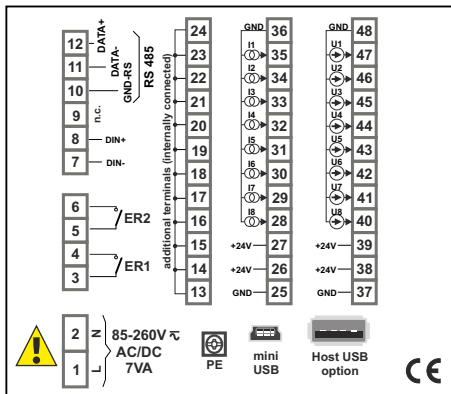 12 DATA+
11 DATA-
10 GND-RS
RS 485
9 n.c.
8 DIN+
7 DIN-
6
5
ER2
4
3
ER1
2 N
1 L
85-260V
AC/DC
7VA
additional terminals (internally connected)
24
23
22
21
20
19
18
17
16
15
14
13
GND 36
I1 35
I2 34
I3 33
I4 32
I5 31
I6 30
I7 29
I8 28
+24V 27
+24V 26
GND 25
GND 48
U1 47
U2 46
U3 45
U4 44
U5 43
U6 42
U7 41
U8 40
+24V 39
+24V 38
GND 37
PE
mini
USB
Host USB
option
CE